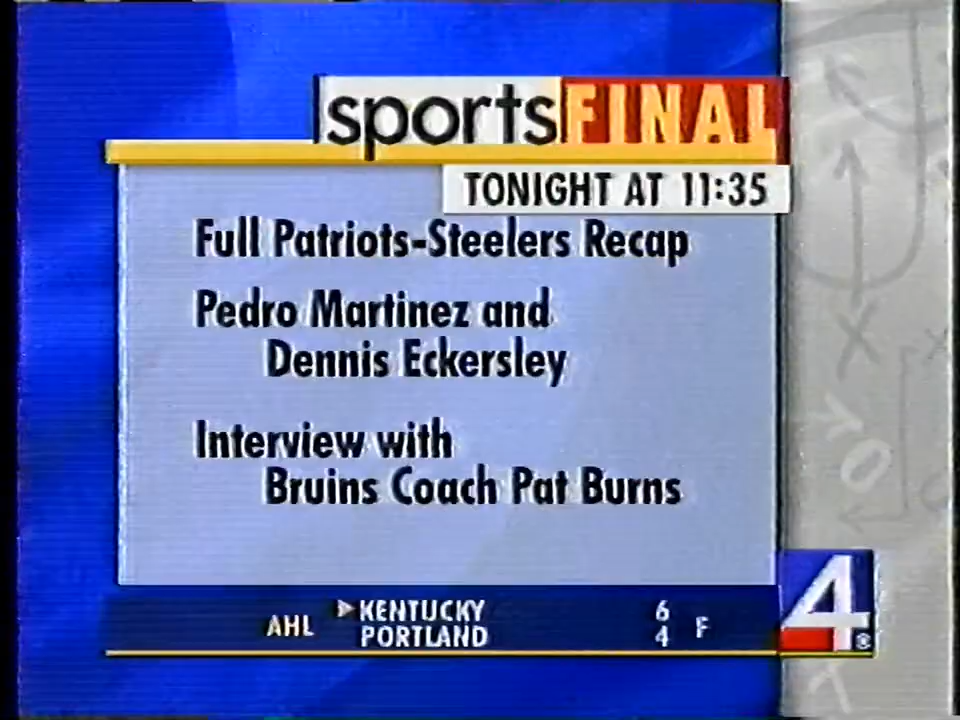 sportsFINAL
TONIGHT AT 11:35
Full Patriots-Steelers Recap
Pedro Martinez and
Dennis Eckersley
Interview with
Bruins Coach Pat Burns
AHL KENTUCKY 6 F
PORTLAND 4
4
X
X
O